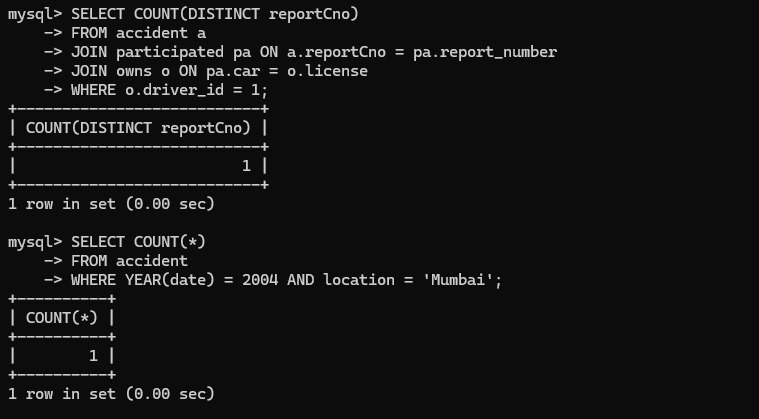 mysql> SELECT COUNT(DISTINCT reportCno)
    -> FROM accident a
    -> JOIN participated pa ON a.reportCno = pa.report_number
    -> JOIN owns o ON pa.car = o.license
    -> WHERE o.driver_id = 1;
+---------------------------+
| COUNT(DISTINCT reportCno) |
+---------------------------+
|                         1 |
+---------------------------+
1 row in set (0.00 sec)

mysql> SELECT COUNT(*)
    -> FROM accident
    -> WHERE YEAR(date) = 2004 AND location = 'Mumbai';
+----------+
| COUNT(*) |
+----------+
|        1 |
+----------+
1 row in set (0.00 sec)